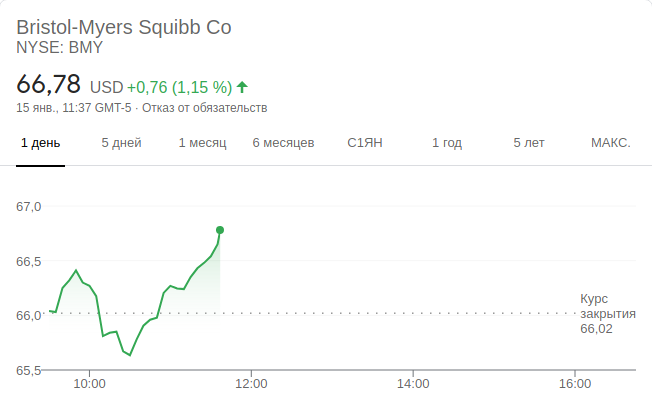 Bristol-Myers Squibb Co
NYSE: BMY
66,78 USD +0,76 (1,15 %)
15 янв., 11:37 GMT-5 · Отказ от обязательств
1 день 5 дней 1 месяц 6 месяцев С1ЯН 1 год 5 лет МАКС.
67,0
66,5
66,0
65,5
Курс
закрытия
66,02
10:00 12:00 14:00 16:00